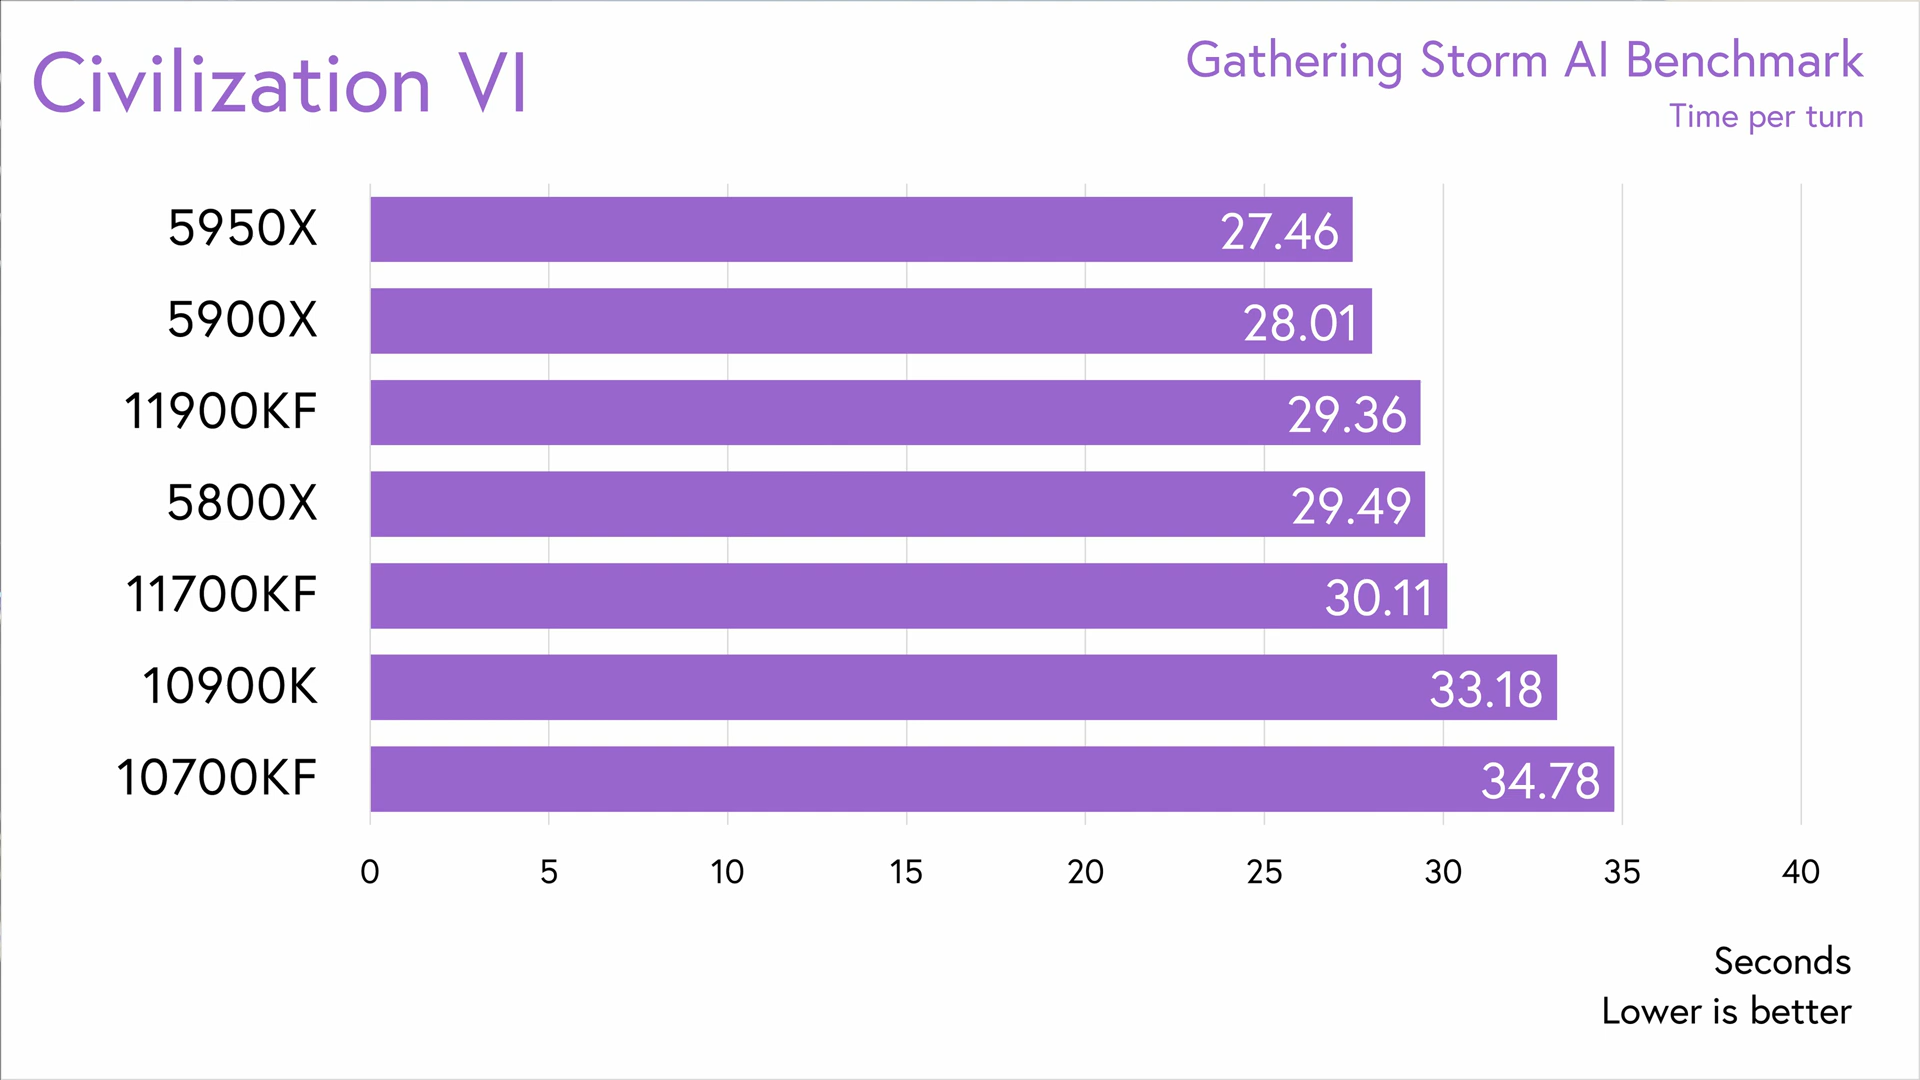 Civilization VI
Gathering Storm AI Benchmark
Time per turn
5950X 27.46
5900X 28.01
11900KF 29.36
5800X 29.49
11700KF 30.11
10900K 33.18
10700KF 34.78
0 5 10 15 20 25 30 35 40
Seconds
Lower is better